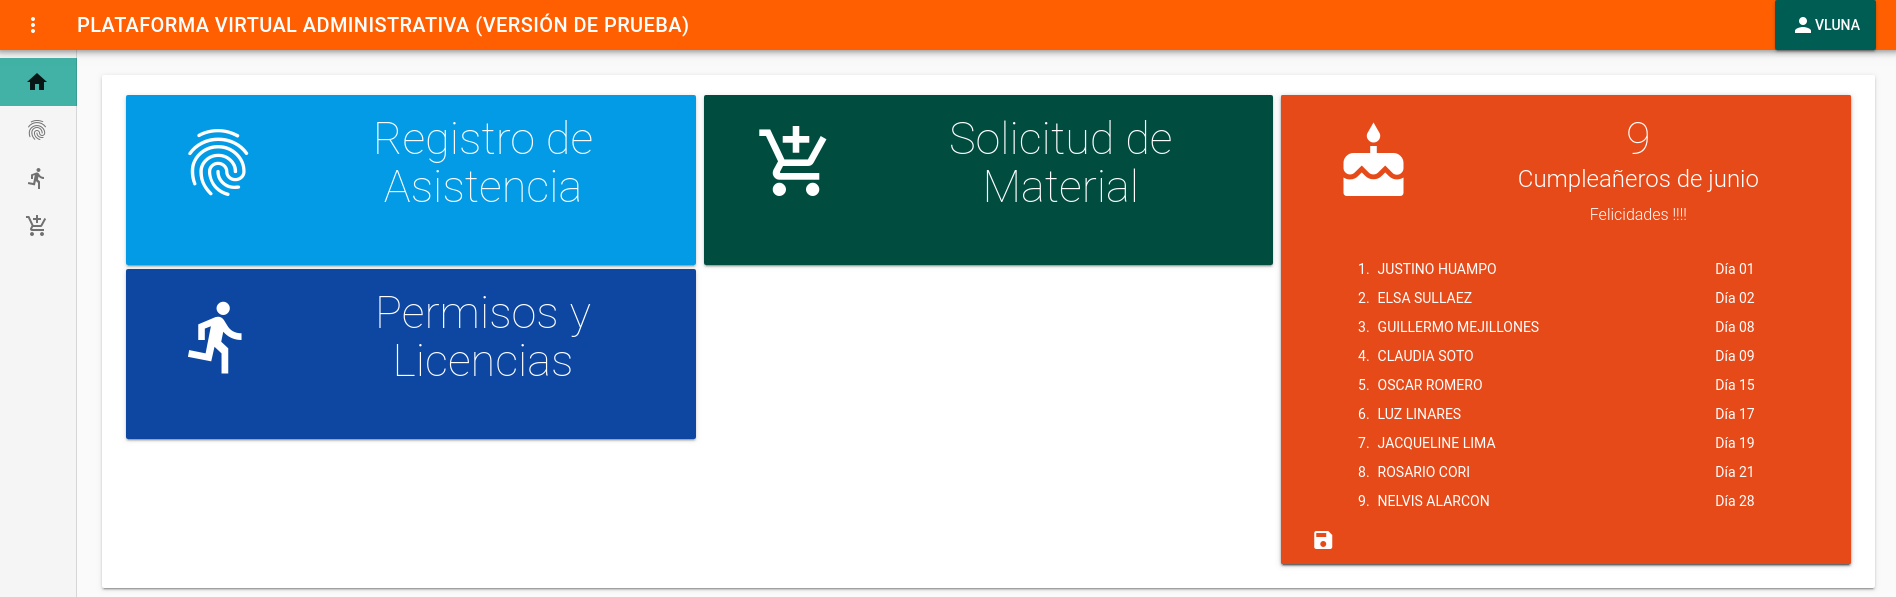 PLATAFORMA VIRTUAL ADMINISTRATIVA (VERSIÓN DE PRUEBA)
VLUNA
Registro de
Asistencia
Solicitud de
Material
Permisos y
Licencias
9
Cumpleañeros de junio
Felicidades !!!!
1. JUSTINO HUAMPO Día 01
2. ELSA SULLAEZ Día 02
3. GUILLERMO MEJILLONES Día 08
4. CLAUDIA SOTO Día 09
5. OSCAR ROMERO Día 15
6. LUZ LINARES Día 17
7. JACQUELINE LIMA Día 19
8. ROSARIO CORI Día 21
9. NELVIS ALARCON Día 28